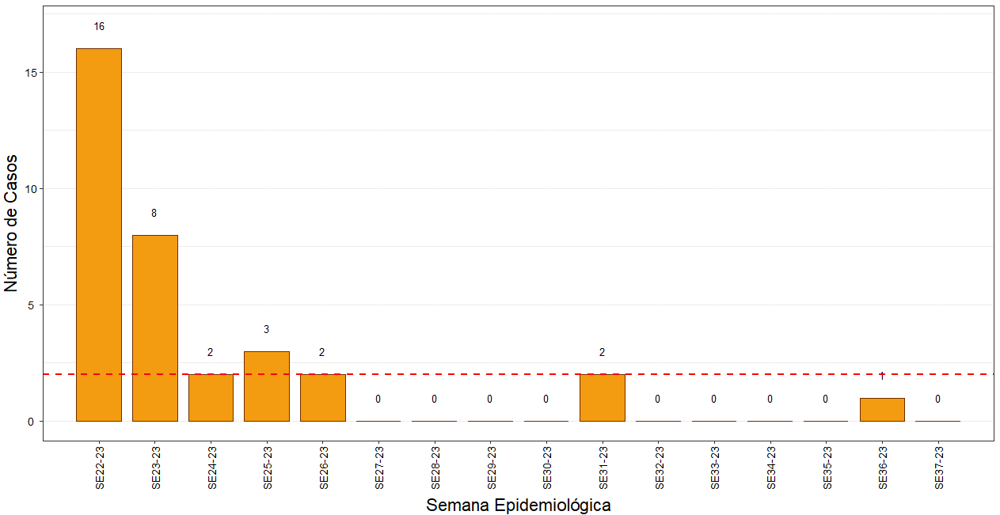 Número de Casos
15
10
5
0
16
8
2
3
2
0
0
0
0
2
0
0
0
0
1
0
SE22-23
SE23-23
SE24-23
SE25-23
SE26-23
SE27-23
SE28-23
SE29-23
SE30-23
SE31-23
SE32-23
SE33-23
SE34-23
SE35-23
SE36-23
SE37-23
Semana Epidemiológica